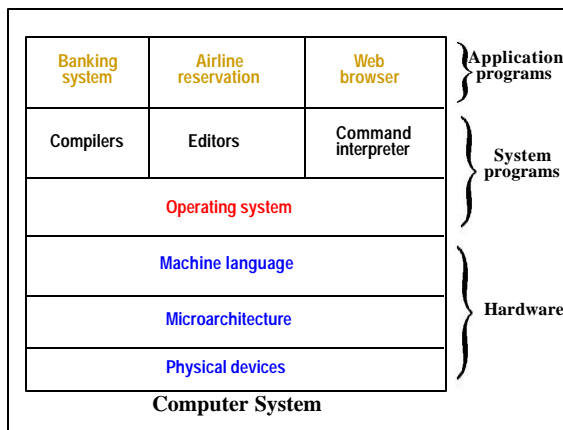 Banking system
Airline reservation
Web browser
Application programs
Compilers
Editors
Command interpreter
System programs
Operating system
Machine language
Microarchitecture
Hardware
Physical devices
Computer System